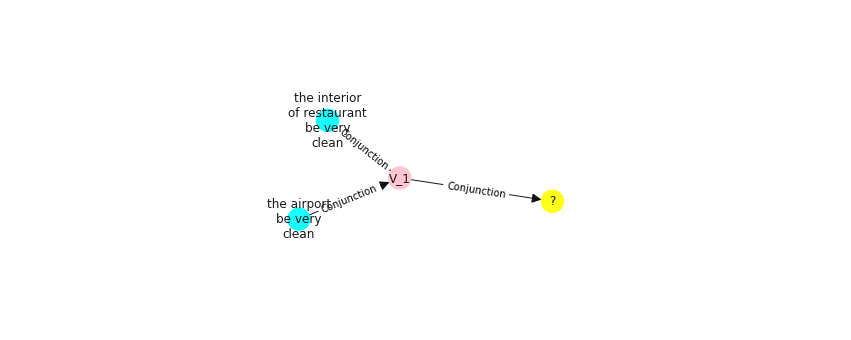 the interior
of restaurant
be very
clean
Conjunction
V_1
the airport
be very
clean
Conjunction
Conjunction
?